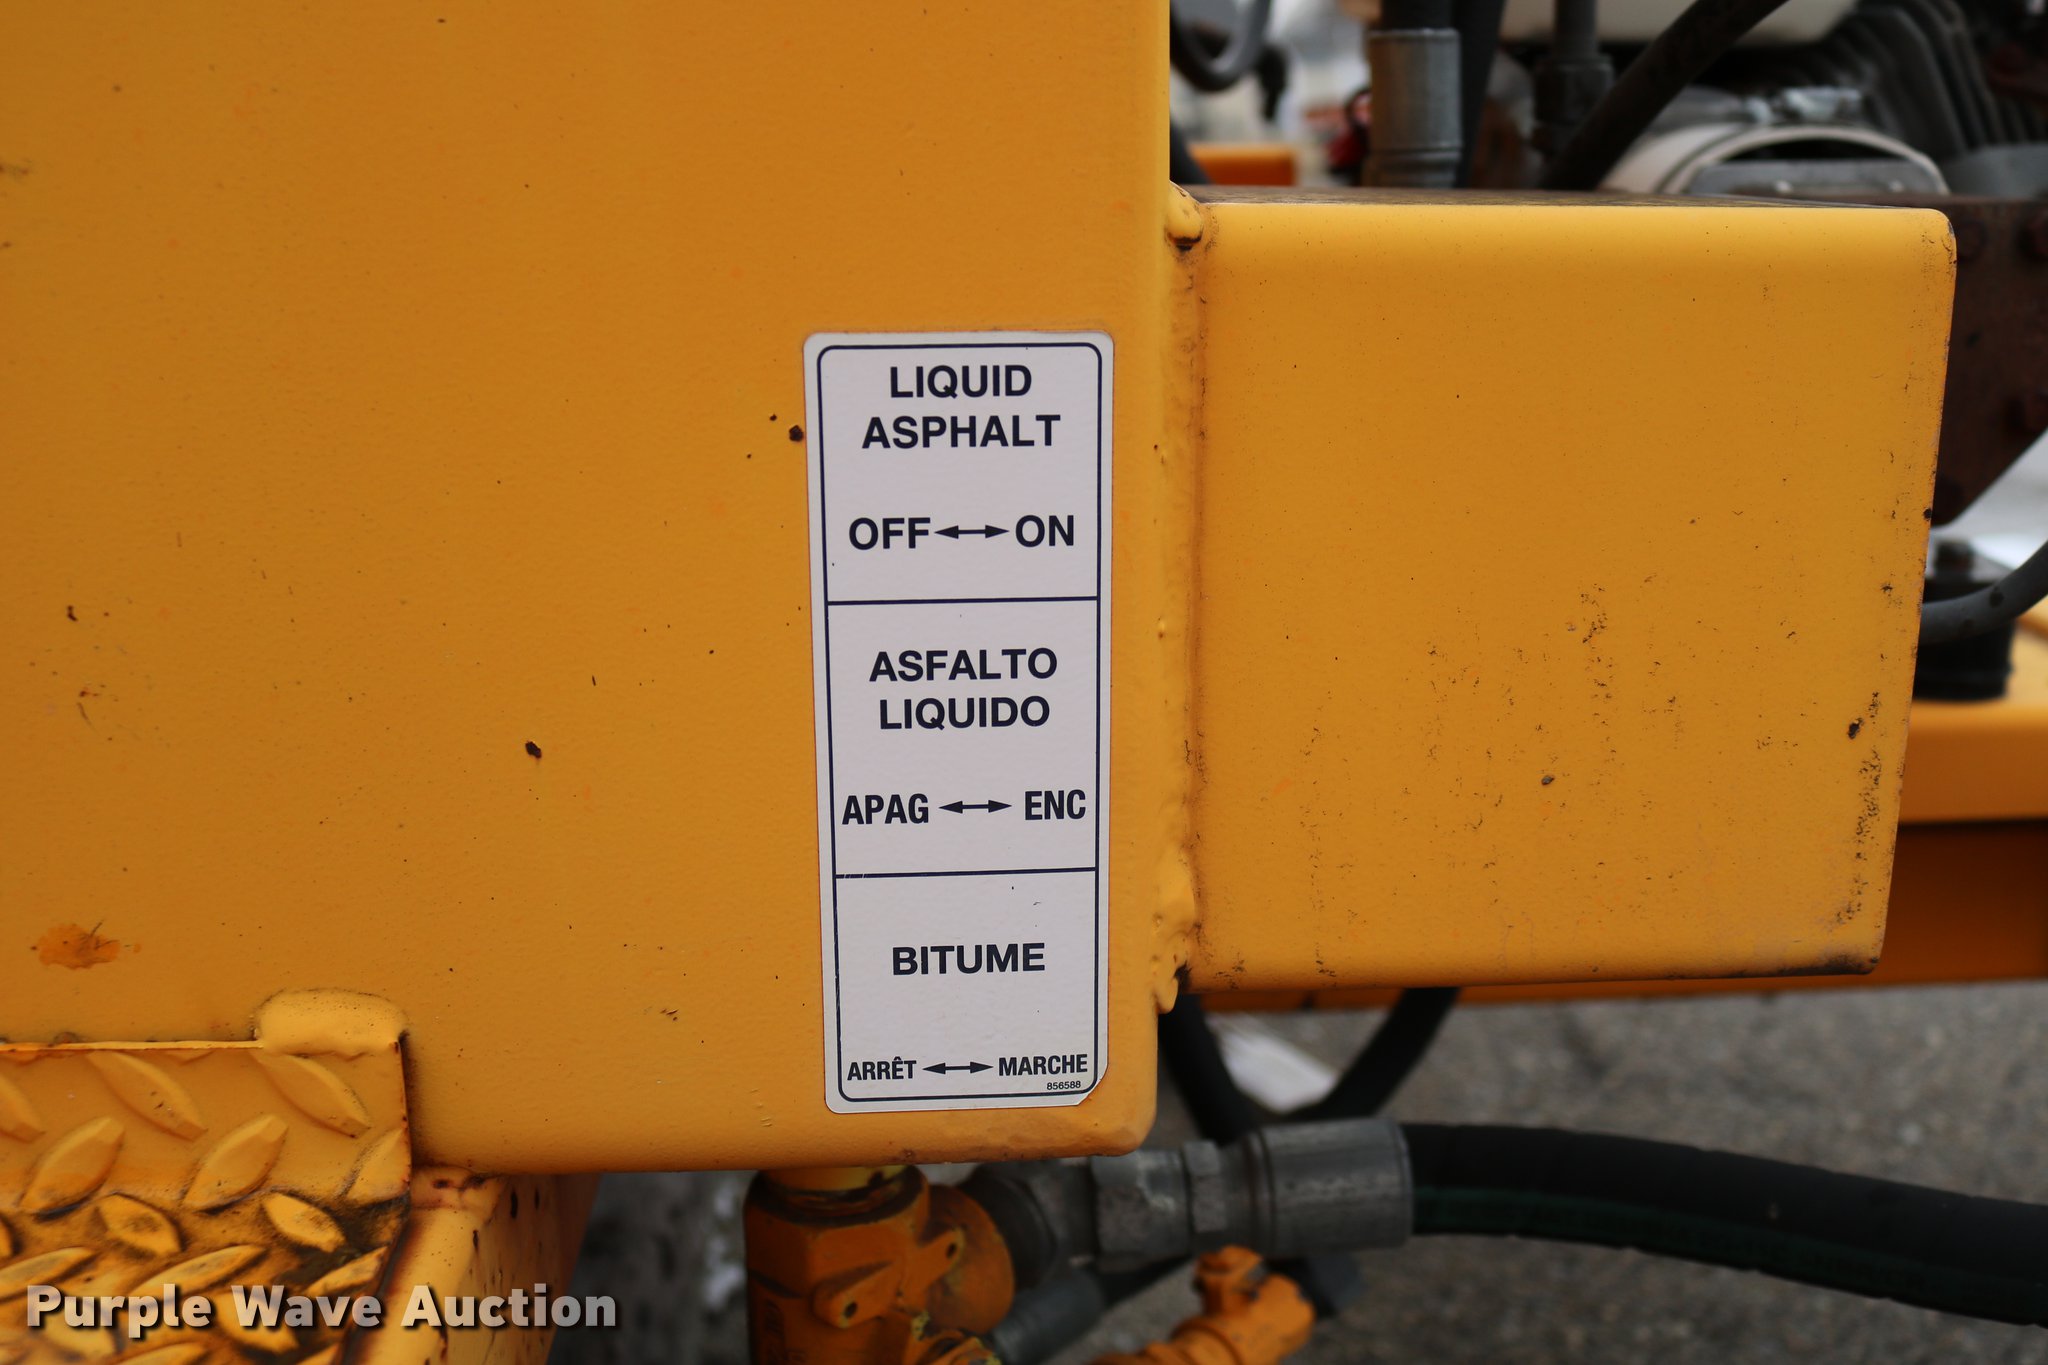 LIQUID
ASPHALT
OFF ↔ ON
ASFALTO
LIQUIDO
APAG ↔ ENC
BITUME
ARRÊT ↔ MARCHE
856588
Purple Wave Auction